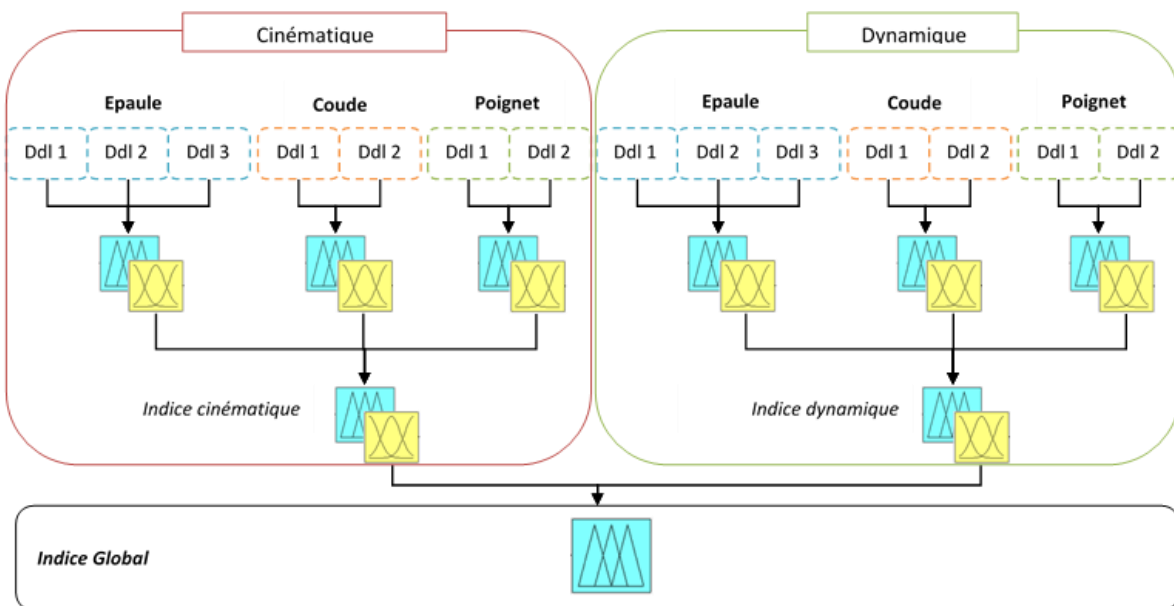 Cinématique Dynamique
Epaule Coude Poignet Epaule Coude Poignet
Ddl 1 Ddl 2 Ddl 3 Ddl 1 Ddl 2 Ddl 1 Ddl 2 Ddl 1 Ddl 2 Ddl 3 Ddl 1 Ddl 2 Ddl 1 Ddl 2
Indice cinématique Indice dynamique
Indice Global